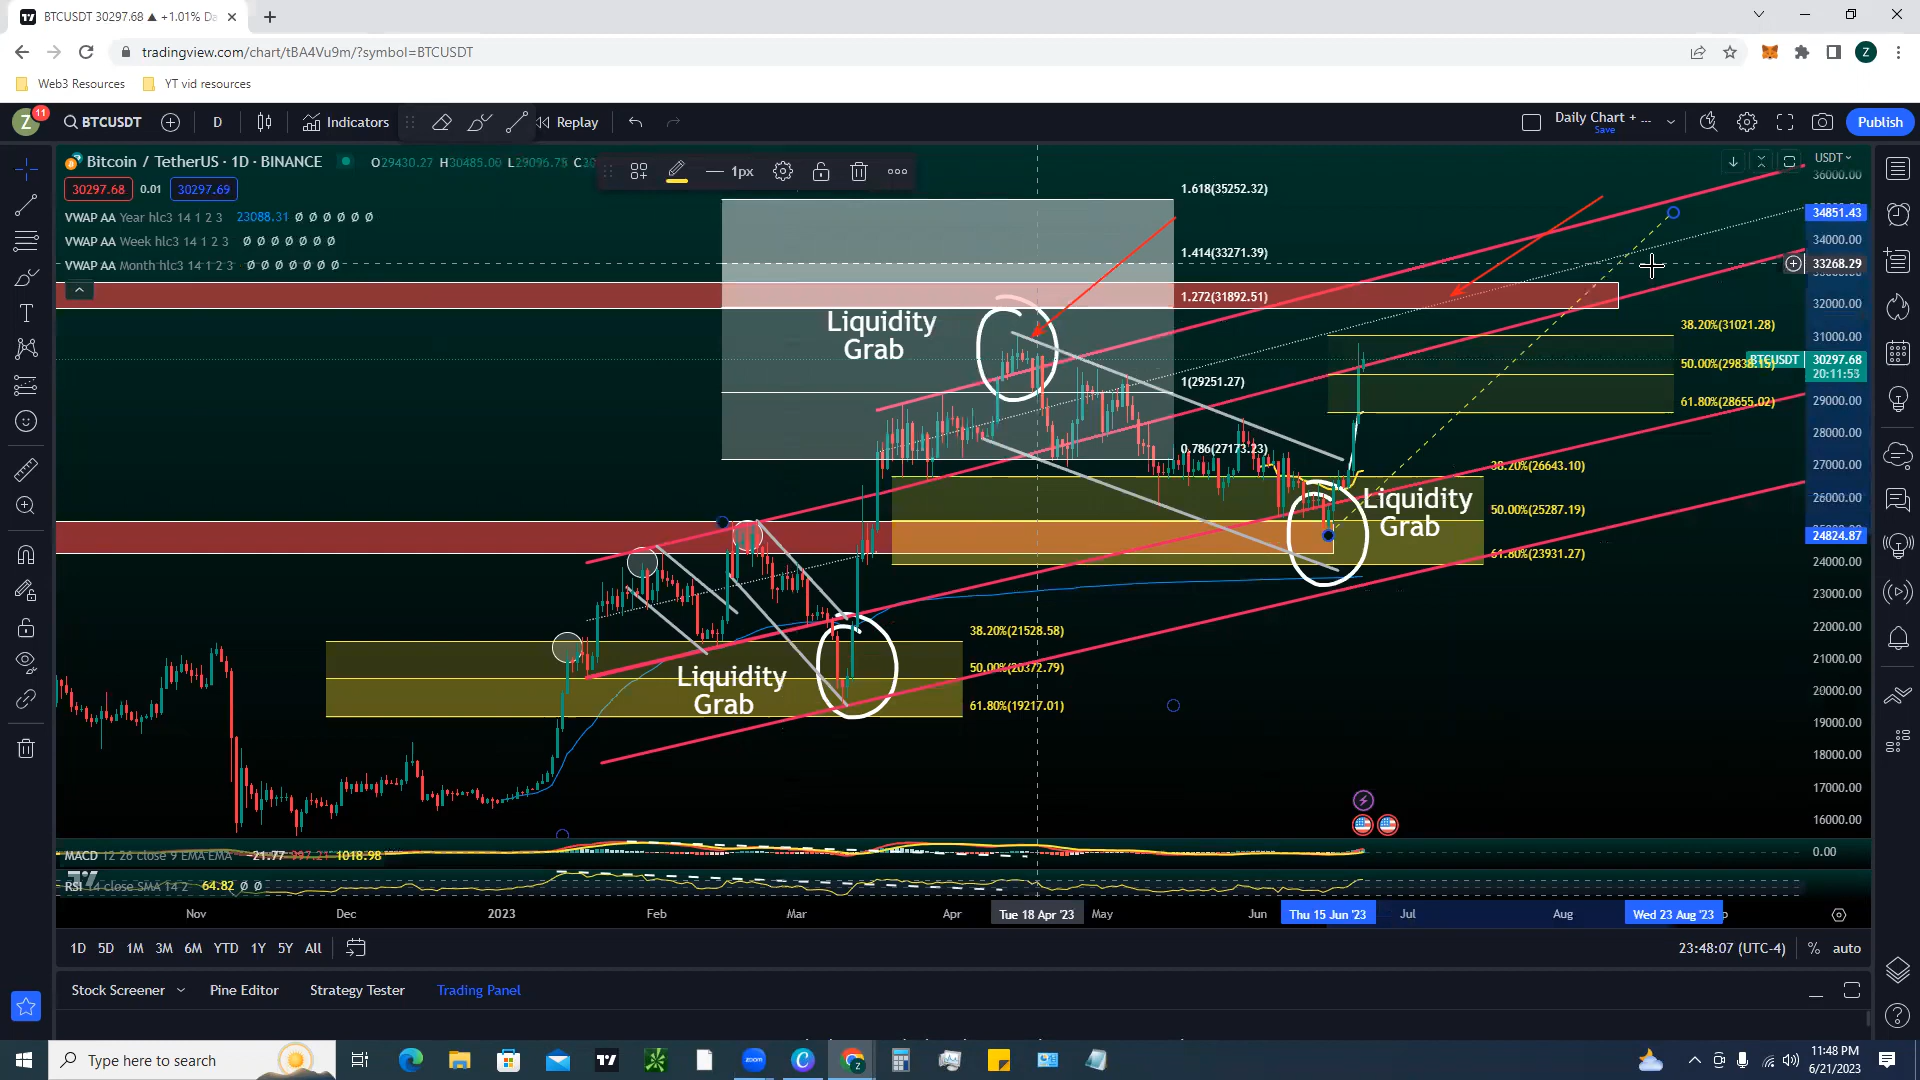 BTCUSDT 30297.68 ▲ +1.01% Da
tradingview.com/chart/tBA4Vu9m/?symbol=BTCUSDT
Z
Web3 Resources
YT vid resources
Z
11
BTCUSDT
D
Indicators
Replay
Daily Chart + ...
Save
Publish
Bitcoin / TetherUS · 1D · BINANCE
O29430.27 H30485.00 L29096.75
1px
USDT
30297.68
0.01
30297.69
VWAP AA Year hlc3 14 1 2 3 23088.31 Ø Ø Ø Ø Ø Ø
VWAP AA Week hlc3 14 1 2 3 Ø Ø Ø Ø Ø Ø Ø
VWAP AA Month hlc3 14 1 2 3 Ø Ø Ø Ø Ø Ø Ø
1.618(35252.32)
1.414(33271.39)
1.272(31892.51)
1(29251.27)
0.786(27173.23)
Liquidity
Grab
Liquidity
Grab
Liquidity
Grab
38.20%(31021.28)
50.00%(29838.15)
61.80%(28655.02)
38.20%(26643.10)
50.00%(25287.19)
61.80%(23931.27)
38.20%(21528.58)
50.00%(20372.79)
61.80%(19217.01)
36000.00
34851.43
34000.00
33268.29
32000.00
31000.00
BTCUSDT 30297.68
20:11:53
29000.00
28000.00
27000.00
26000.00
24824.87
24000.00
23000.00
22000.00
21000.00
20000.00
19000.00
18000.00
17000.00
16000.00
MACD 12 26 close 9 EMA EMA −21.77 997.21 1018.98
0.00
RSI 14 close SMA 14 2 64.82 Ø Ø
Nov
Dec
2023
Feb
Mar
Apr
Tue 18 Apr '23
May
Jun
Thu 15 Jun '23
Jul
Aug
Wed 23 Aug '23
1D 5D 1M 3M 6M YTD 1Y 5Y All
23:48:07 (UTC-4)
%
auto
Stock Screener
Pine Editor
Strategy Tester
Trading Panel
Type here to search
zoom
11:48 PM
6/21/2023